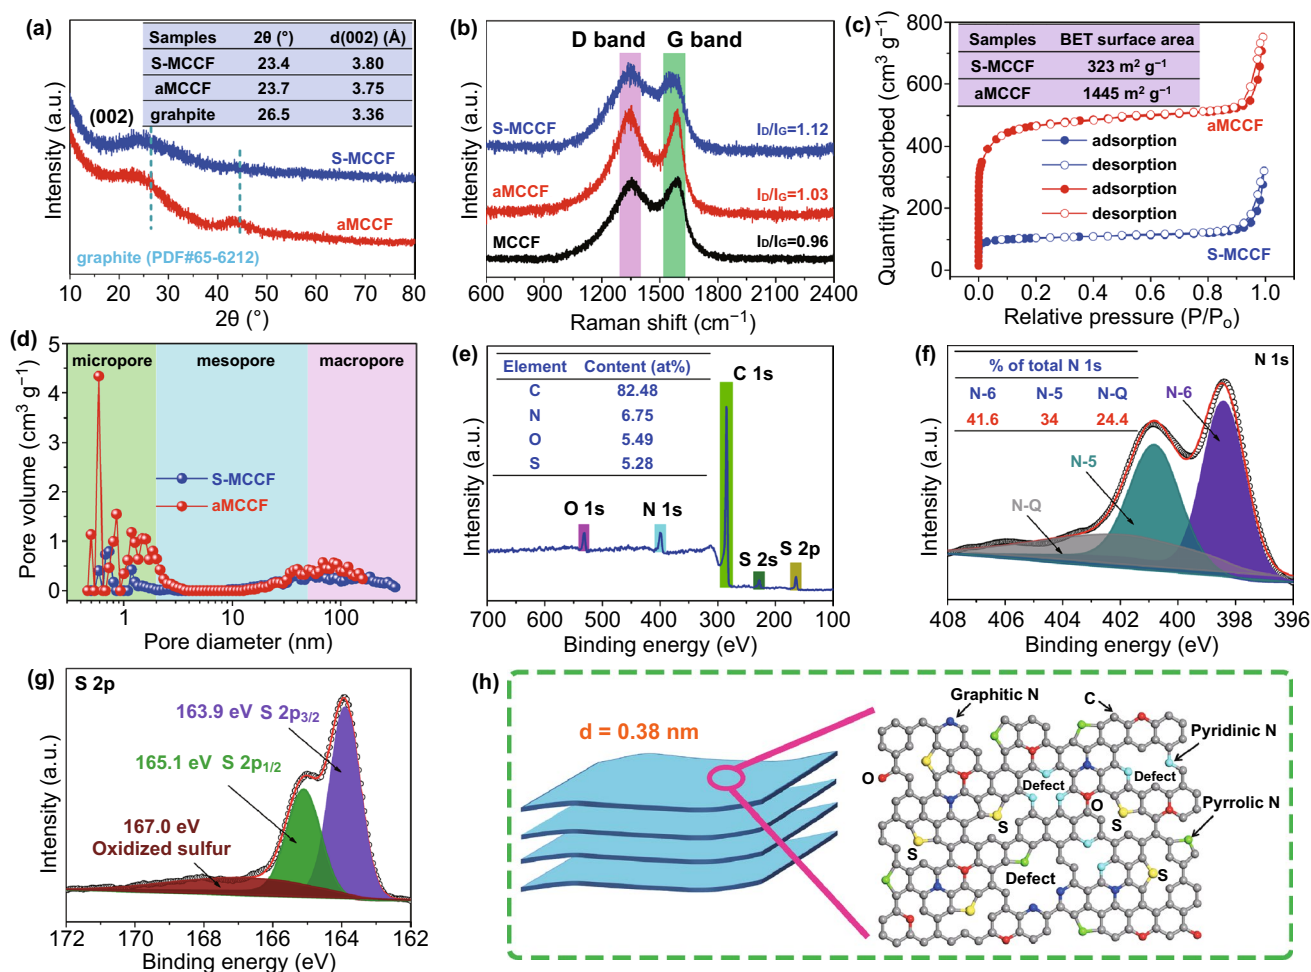 (a)
Samples 2θ (°) d(002) (Å)
S-MCCF 23.4 3.80
aMCCF 23.7 3.75
grahpite 26.5 3.36
(002)
S-MCCF
aMCCF
graphite (PDF#65-6212)
Intensity (a.u.)
10 20 30 40 50 60 70 80
2θ (°)
(b)
D band G band
S-MCCF ID/IG=1.12
aMCCF ID/IG=1.03
MCCF ID/IG=0.96
Intensity (a.u.)
600 900 1200 1500 1800 2100 2400
Raman shift (cm⁻¹)
(c)
Samples BET surface area
S-MCCF 323 m² g⁻¹
aMCCF 1445 m² g⁻¹
aMCCF
adsorption
desorption
adsorption
desorption
S-MCCF
Quantity adsorbed (cm³ g⁻¹)
800
600
400
200
0
0.0 0.2 0.4 0.6 0.8 1.0
Relative pressure (P/Po)
(d)
micropore mesopore macropore
S-MCCF
aMCCF
Pore volume (cm³ g⁻¹)
5
4
3
2
1
0
1 10 100
Pore diameter (nm)
(e)
Element Content (at%)
C 82.48
N 6.75
O 5.49
S 5.28
C 1s
O 1s N 1s
S 2s S 2p
Intensity (a.u.)
700 600 500 400 300 200 100
Binding energy (eV)
(f)
% of total N 1s
N-6 N-5 N-Q
41.6 34 24.4
N 1s
N-6
N-5
N-Q
Intensity (a.u.)
408 406 404 402 400 398 396
Binding energy (eV)
(g)
S 2p
163.9 eV S 2p3/2
165.1 eV S 2p1/2
167.0 eV
Oxidized sulfur
Intensity (a.u.)
172 170 168 166 164 162
Binding energy (eV)
(h)
d = 0.38 nm
Graphitic N
C
Pyridinic N
O
Defect
Defect
O
Pyrrolic N
S
S
S
Defect
S